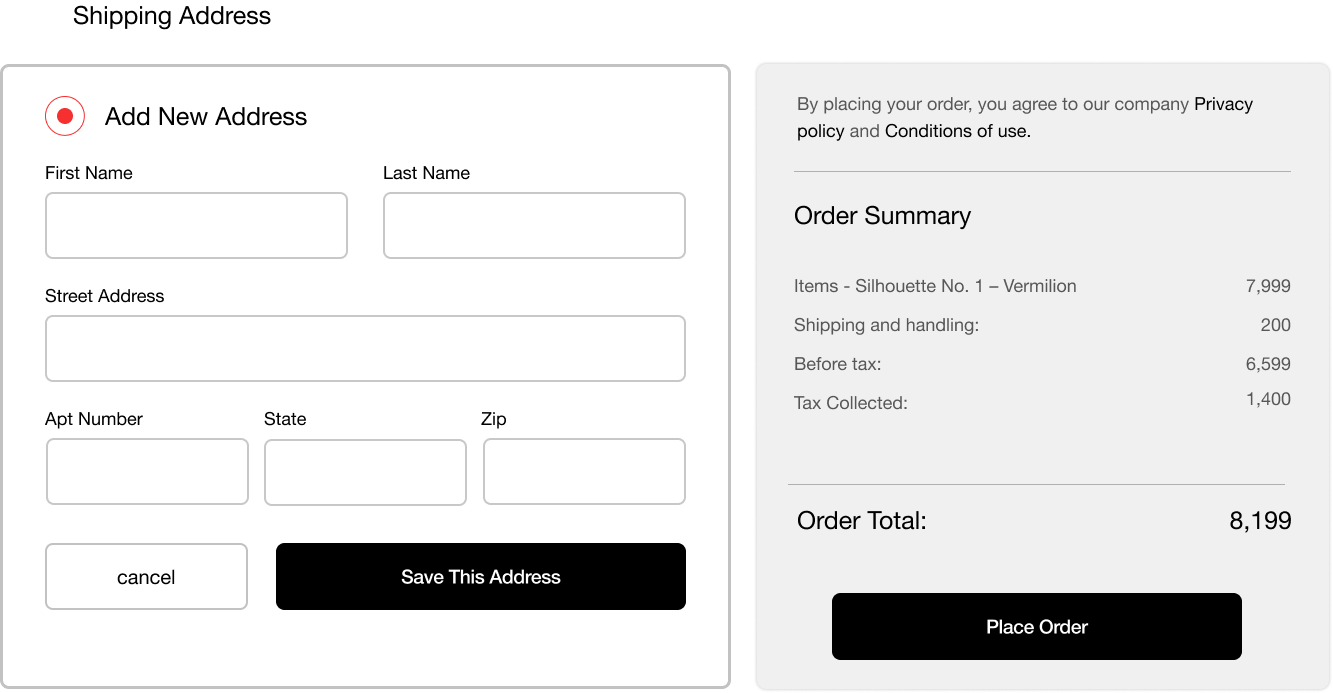 Shipping Address
Add New Address
First Name
Last Name
Street Address
Apt Number
State
Zip
cancel
Save This Address
By placing your order, you agree to our company Privacy
policy and Conditions of use.
Order Summary
Items - Silhouette No. 1 – Vermilion 7,999
Shipping and handling: 200
Before tax: 6,599
Tax Collected: 1,400
Order Total: 8,199
Place Order